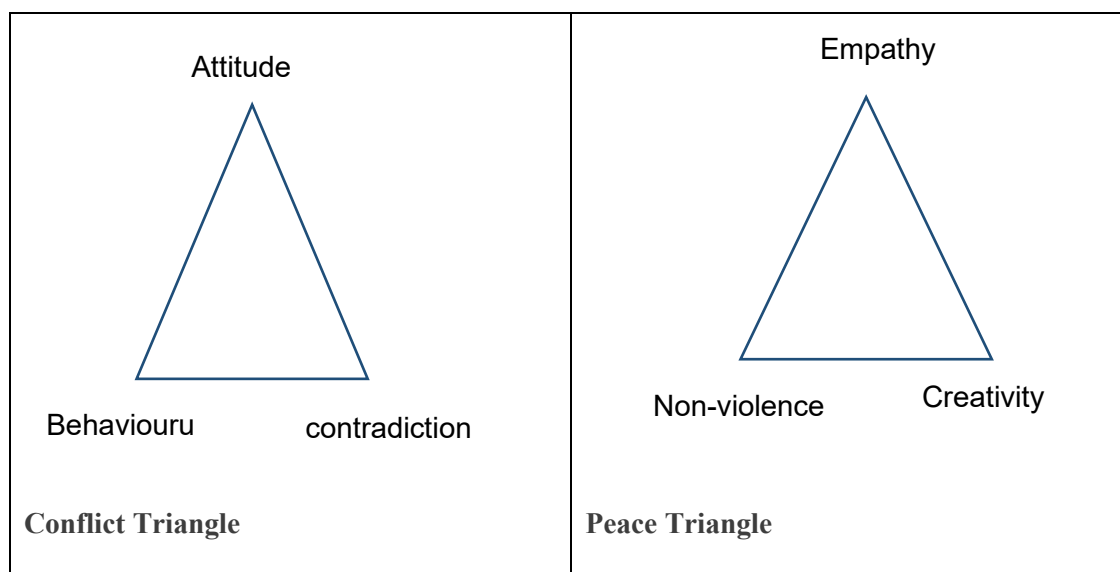 Attitude
Behaviouru
contradiction
Conflict Triangle
Empathy
Non-violence
Creativity
Peace Triangle